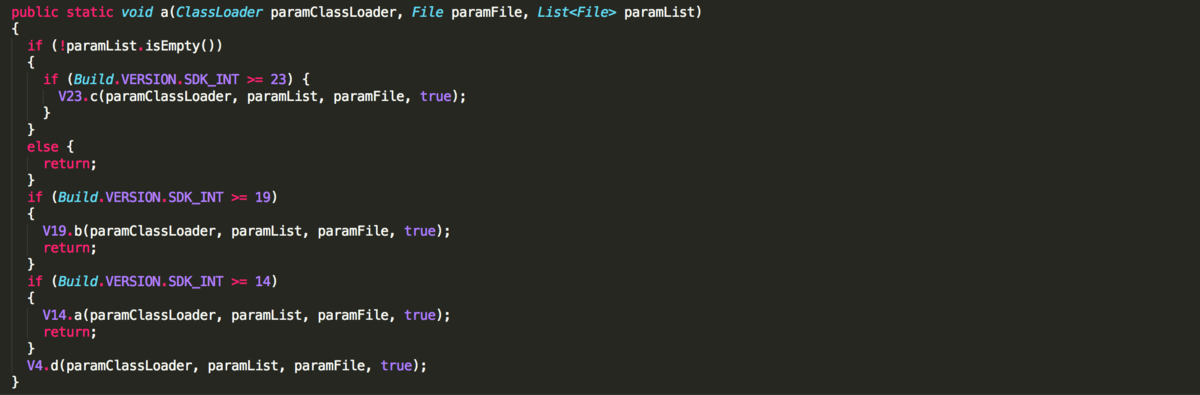 public static void a(ClassLoader paramClassLoader, File paramFile, List<File> paramList)
{
  if (!paramList.isEmpty())
  {
    if (Build.VERSION.SDK_INT >= 23) {
      V23.c(paramClassLoader, paramList, paramFile, true);
    }
  }
  else {
    return;
  }
  if (Build.VERSION.SDK_INT >= 19)
  {
    V19.b(paramClassLoader, paramList, paramFile, true);
    return;
  }
  if (Build.VERSION.SDK_INT >= 14)
  {
    V14.a(paramClassLoader, paramList, paramFile, true);
    return;
  }
  V4.d(paramClassLoader, paramList, paramFile, true);
}